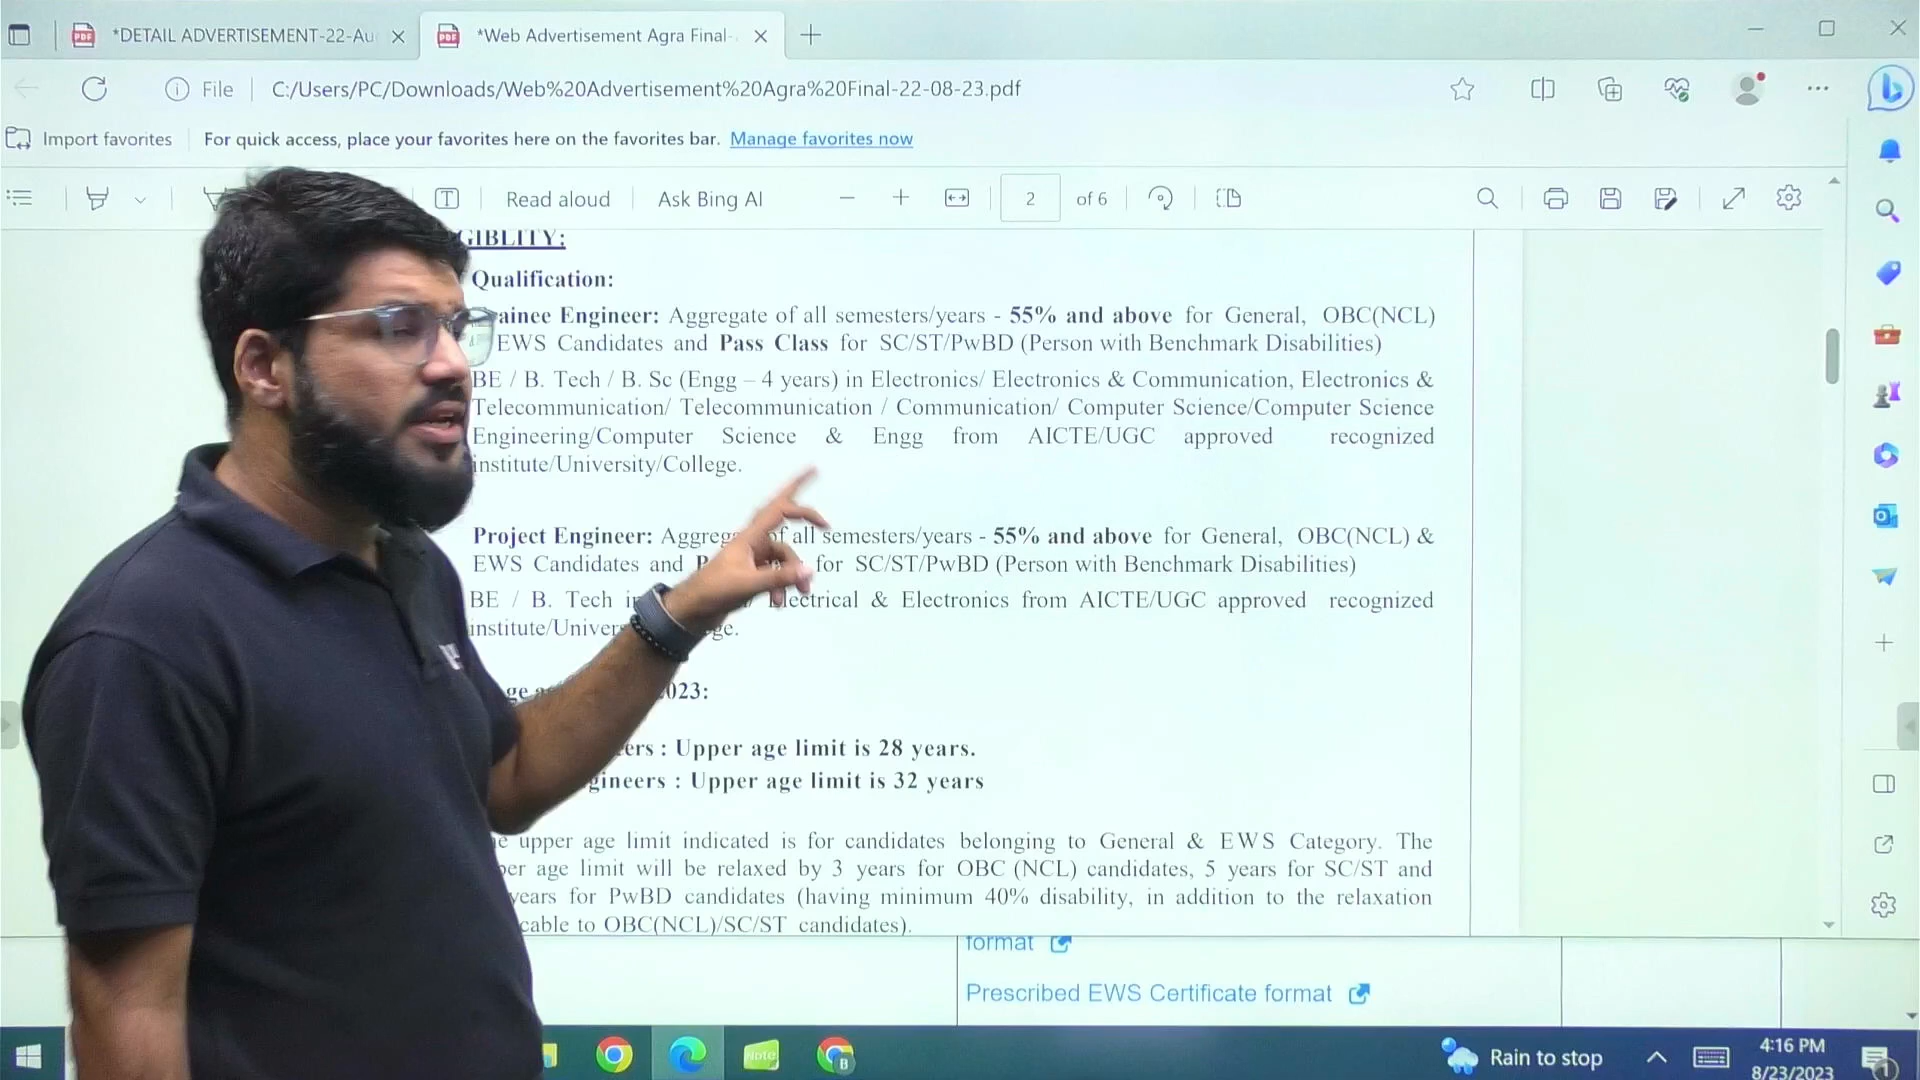 *DETAIL ADVERTISEMENT-22-Au
*Web Advertisement Agra Final-
File
C:/Users/PC/Downloads/Web%20Advertisement%20Agra%20Final-22-08-23.pdf
Import favorites
For quick access, place your favorites here on the favorites bar. Manage favorites now
Read aloud
Ask Bing AI
2 of 6
GIBLITY:
Qualification:
ainee Engineer: Aggregate of all semesters/years - 55% and above for General, OBC(NCL)
EWS Candidates and Pass Class for SC/ST/PwBD (Person with Benchmark Disabilities)
BE / B. Tech / B. Sc (Engg – 4 years) in Electronics/ Electronics & Communication, Electronics &
Telecommunication/ Telecommunication / Communication/ Computer Science/Computer Science
Engineering/Computer Science & Engg from AICTE/UGC approved recognized
institute/University/College.
Project Engineer: Aggreg of all semesters/years - 55% and above for General, OBC(NCL) &
EWS Candidates and for SC/ST/PwBD (Person with Benchmark Disabilities)
BE / B. Tech Electrical & Electronics from AICTE/UGC approved recognized
institute/Univer ge.
023:
ers : Upper age limit is 28 years.
gineers : Upper age limit is 32 years
upper age limit indicated is for candidates belonging to General & EWS Category. The
er age limit will be relaxed by 3 years for OBC (NCL) candidates, 5 years for SC/ST and
years for PwBD candidates (having minimum 40% disability, in addition to the relaxation
cable to OBC(NCL)/SC/ST candidates).
format
Prescribed EWS Certificate format
Note
Rain to stop
4:16 PM
8/23/2023